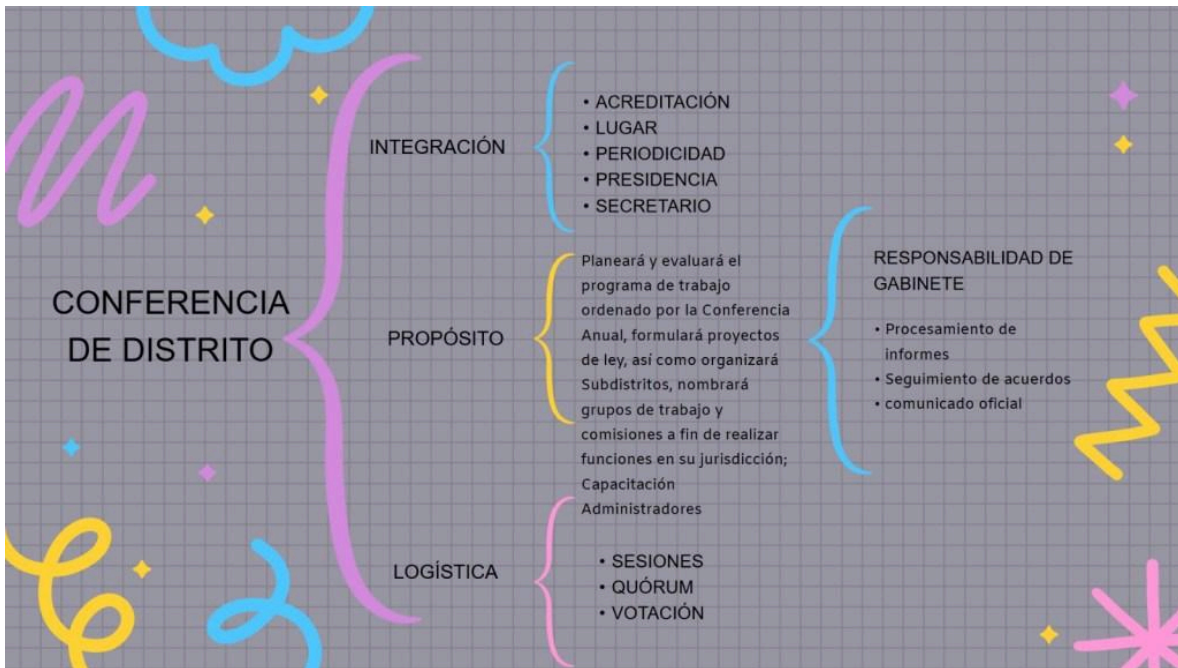 CONFERENCIA
DE DISTRITO
INTEGRACIÓN
• ACREDITACIÓN
• LUGAR
• PERIODICIDAD
• PRESIDENCIA
• SECRETARIO
PROPÓSITO
Planeará y evaluará el
programa de trabajo
ordenado por la Conferencia
Anual, formulará proyectos
de ley, así como organizará
Subdistritos, nombrará
grupos de trabajo y
comisiones a fin de realizar
funciones en su jurisdicción;
Capacitación
Administradores
RESPONSABILIDAD DE
GABINETE
• Procesamiento de
informes
• Seguimiento de acuerdos
• comunicado oficial
LOGÍSTICA
• SESIONES
• QUÓRUM
• VOTACIÓN